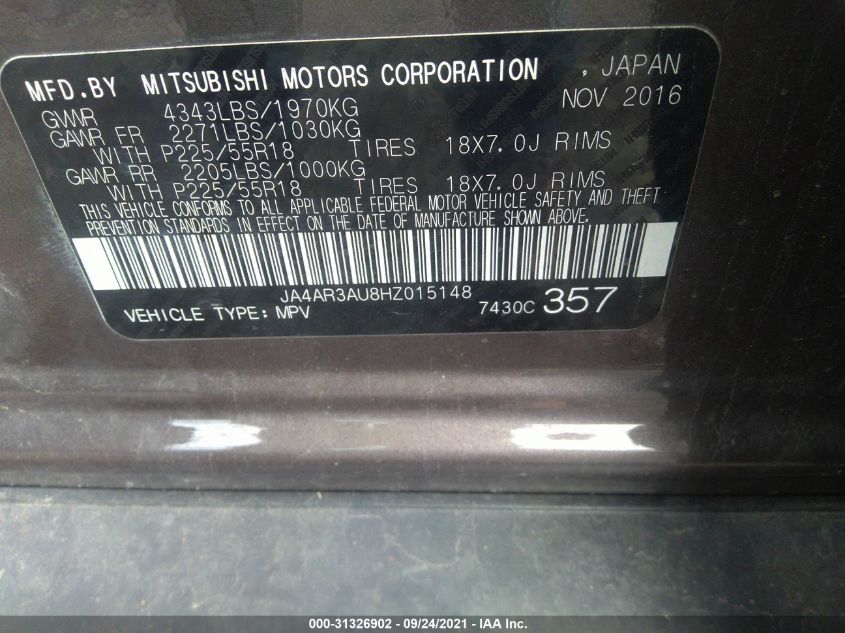 MFD.BY MITSUBISHI MOTORS CORPORATION , JAPAN
GVWR 4343LBS/1970KG NOV 2016
GAWR FR 2271LBS/1030KG
WITH P225/55R18 TIRES 18X7.0J RIMS
GAWR RR 2205LBS/1000KG
WITH P225/55R18 TIRES 18X7.0J RIMS
THIS VEHICLE CONFORMS TO ALL APPLICABLE FEDERAL MOTOR VEHICLE SAFETY AND THEFT
PREVENTION STANDARDS IN EFFECT ON THE DATE OF MANUFACTURE SHOWN ABOVE.
JA4AR3AU8HZ015148
VEHICLE TYPE: MPV 7430C 357
000-31326902 - 09/24/2021 - IAA Inc.